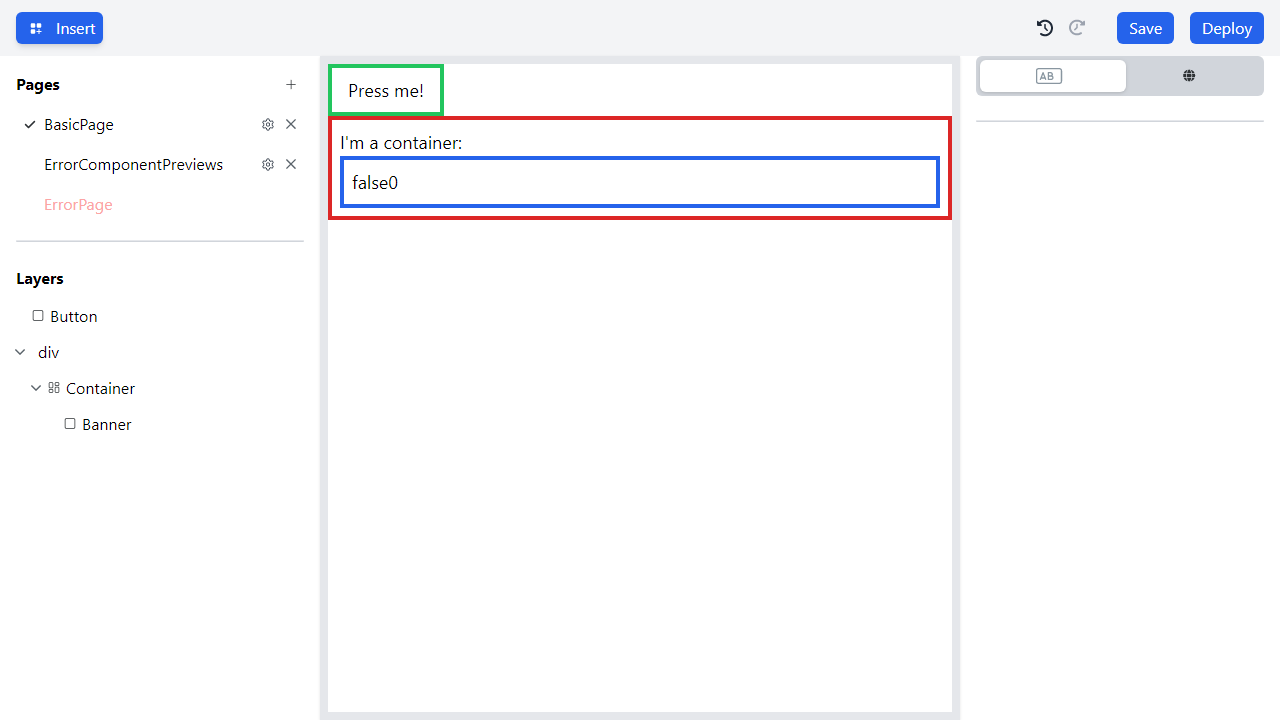 Insert
Save
Deploy
Pages
BasicPage
ErrorComponentPreviews
ErrorPage
Layers
Button
div
Container
Banner
Press me!
I'm a container:
false0
AB